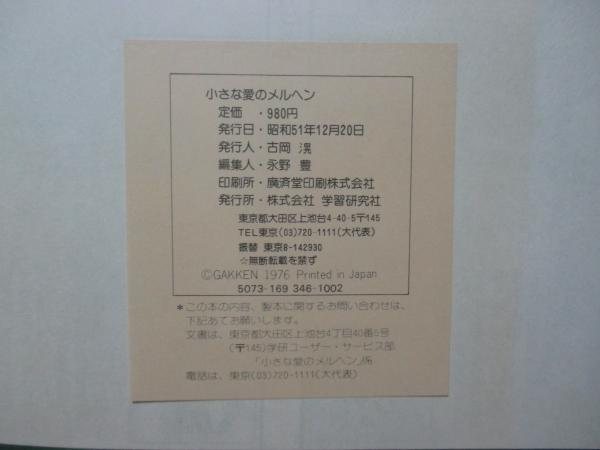 小さな愛のメルヘン
定価 ・980円
発行日・昭和51年12月20日
発行人・古岡 滉
編集人・永野 豊
印刷所・廣済堂印刷株式会社
発行所・株式会社 学習研究社
東京都大田区上池台4-40-5〒145
TEL東京(03)720-1111(大代表)
振替 東京8-142930
☆無断転載を禁ず
©GAKKEN 1976 Printed in Japan
5073-169 346-1002
*この本の内容、製本に関するお問い合わせは、
下記あてお願いします。
文書は、東京都大田区上池台4丁目40番5号
(〒145)学研ユーザー・サービス部
「小さな愛のメルヘン」係
電話は、東京(03)720-1111(大代表)